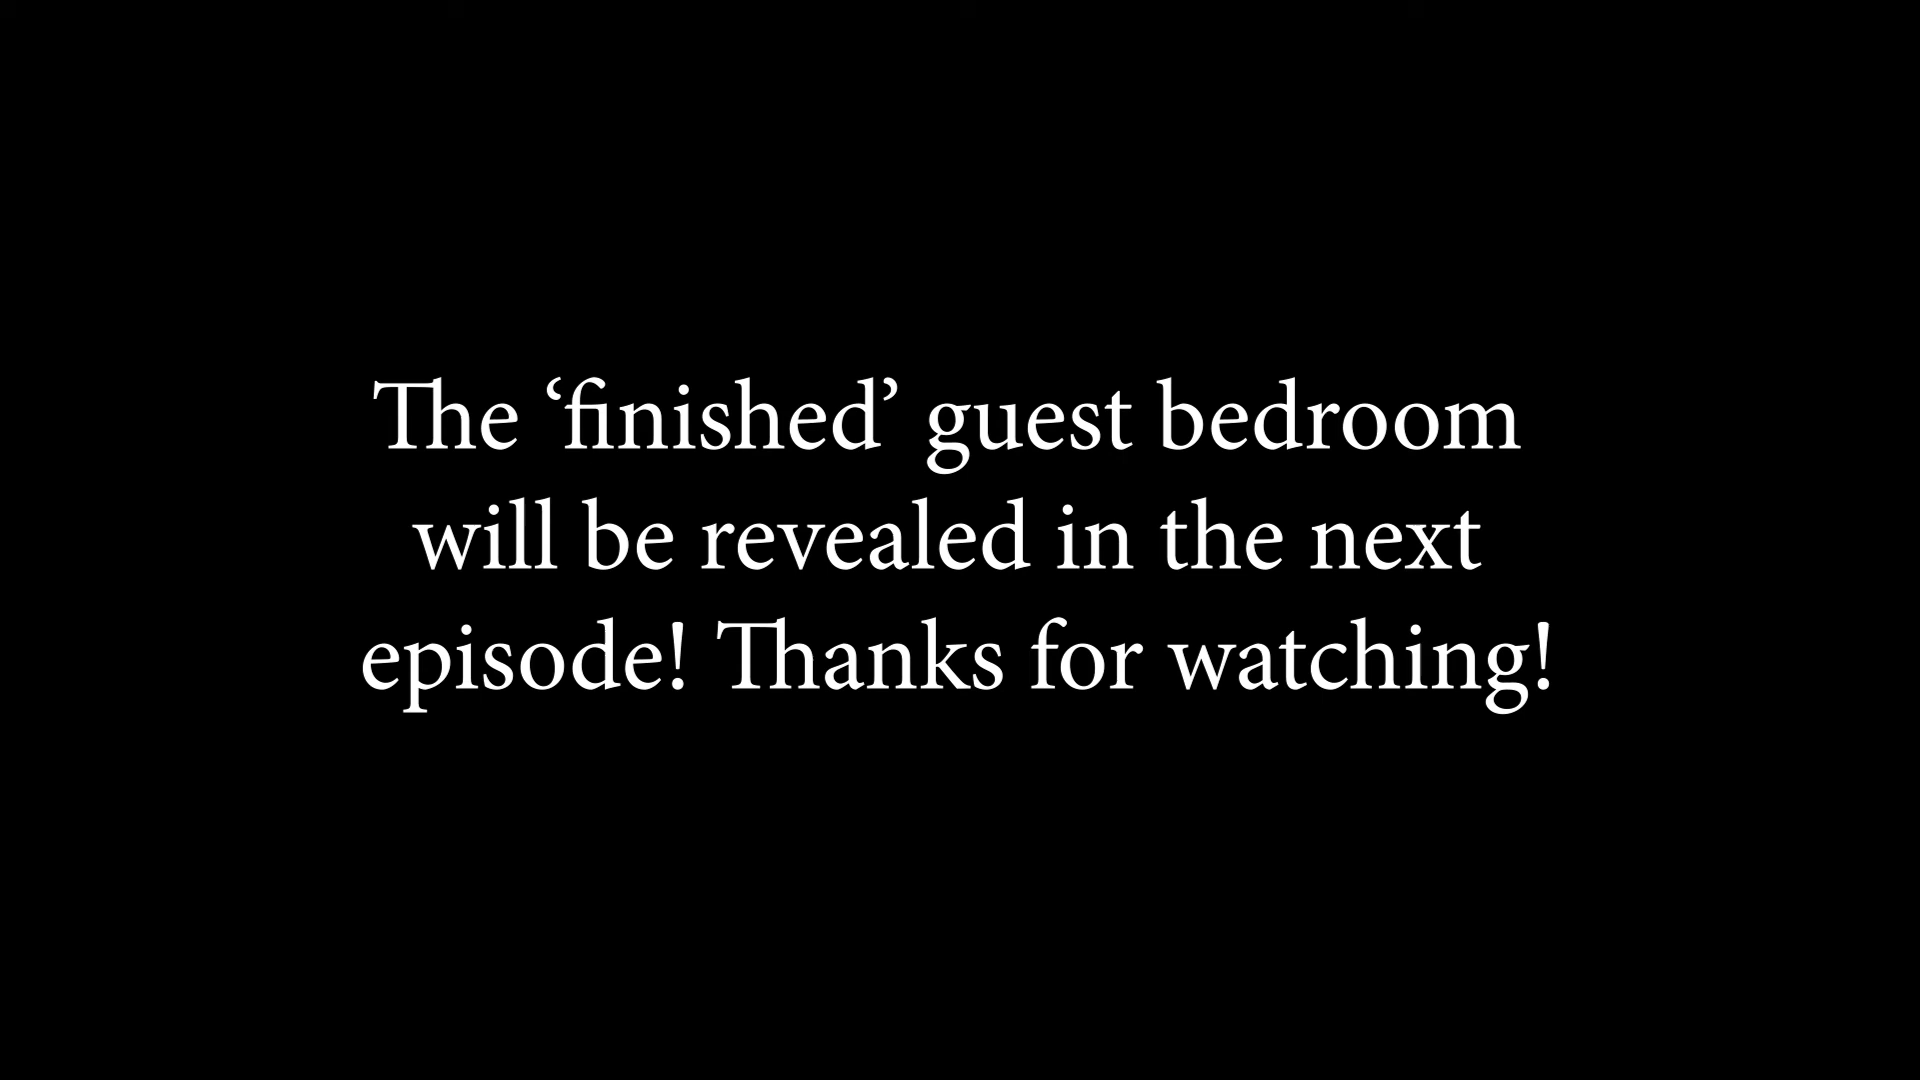 The ‘finished’ guest bedroom
will be revealed in the next
episode! Thanks for watching!